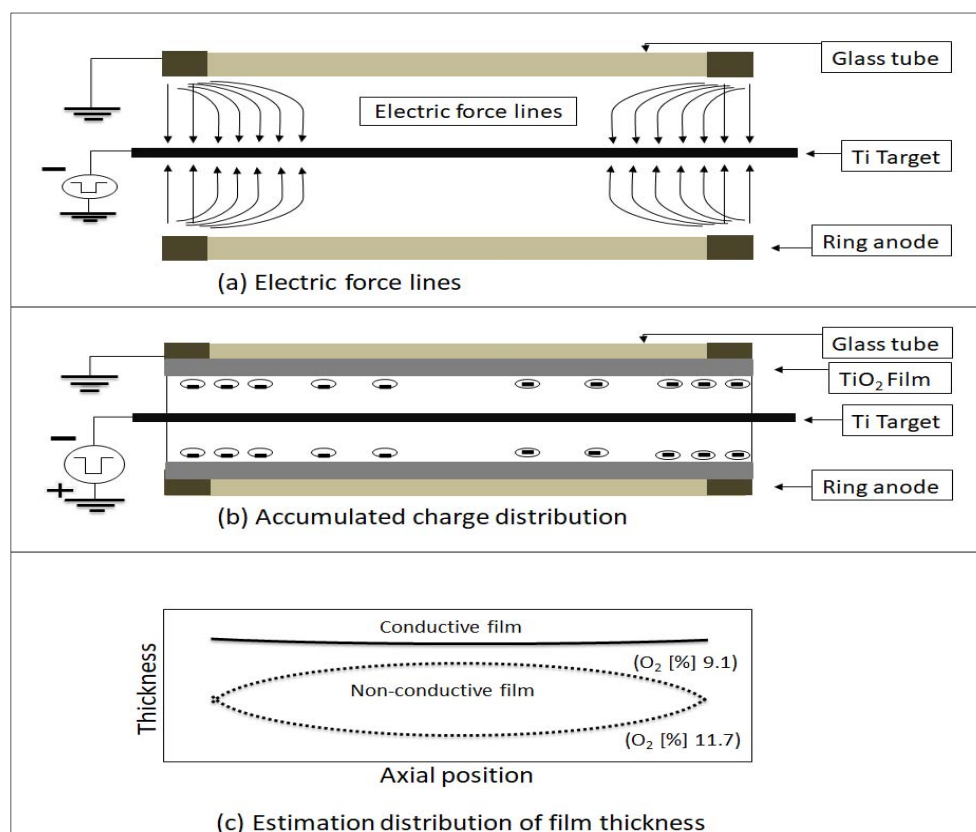 Glass tube
Electric force lines
Ti Target
Ring anode
(a) Electric force lines
Glass tube
TiO2 Film
Ti Target
Ring anode
(b) Accumulated charge distribution
Conductive film
(O2 [%] 9.1)
Non-conductive film
(O2 [%] 11.7)
Thickness
Axial position
(c) Estimation distribution of film thickness